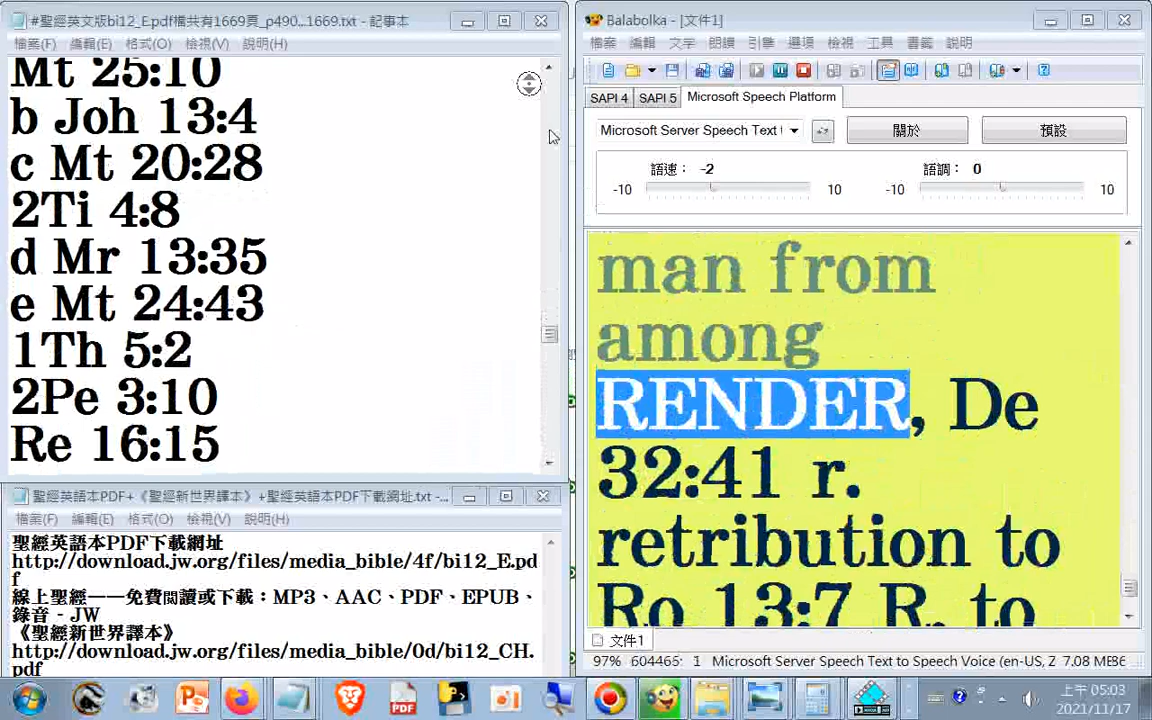 #聖經英文版bi12_E.pdf檔共有1669頁_p490...1669.txt - 記事本
檔案(F) 編輯(E) 格式(O) 檢視(V) 說明(H)
Mt 25:10
b Joh 13:4
c Mt 20:28
2Ti 4:8
d Mr 13:35
e Mt 24:43
1Th 5:2
2Pe 3:10
Re 16:15
聖經英語本PDF+《聖經新世界譯本》+聖經英語本PDF下載網址.txt -...
檔案(F) 編輯(E) 格式(O) 檢視(V) 說明(H)
聖經英語本PDF下載網址
http://download.jw.org/files/media_bible/4f/bi12_E.pd
f
線上聖經——免費閱讀或下載：MP3、AAC、PDF、EPUB、
錄音 - JW
《聖經新世界譯本》
http://download.jw.org/files/media_bible/0d/bi12_CH.
pdf
Balabolka - [文件1]
檔案 編輯 文字 朗讀 引擎 選項 檢視 工具 書籤 說明
SAPI 4 SAPI 5 Microsoft Speech Platform
Microsoft Server Speech Text 關於 預設
語速： -2 語調： 0
-10 10 -10 10
man from
among
RENDER, De
32:41 r.
retribution to
Ro 13:7 R. to
文件1
97% 604465: 1 Microsoft Server Speech Text to Speech Voice (en-US, Z 7.08 MB
上午 05:03
2021/11/17